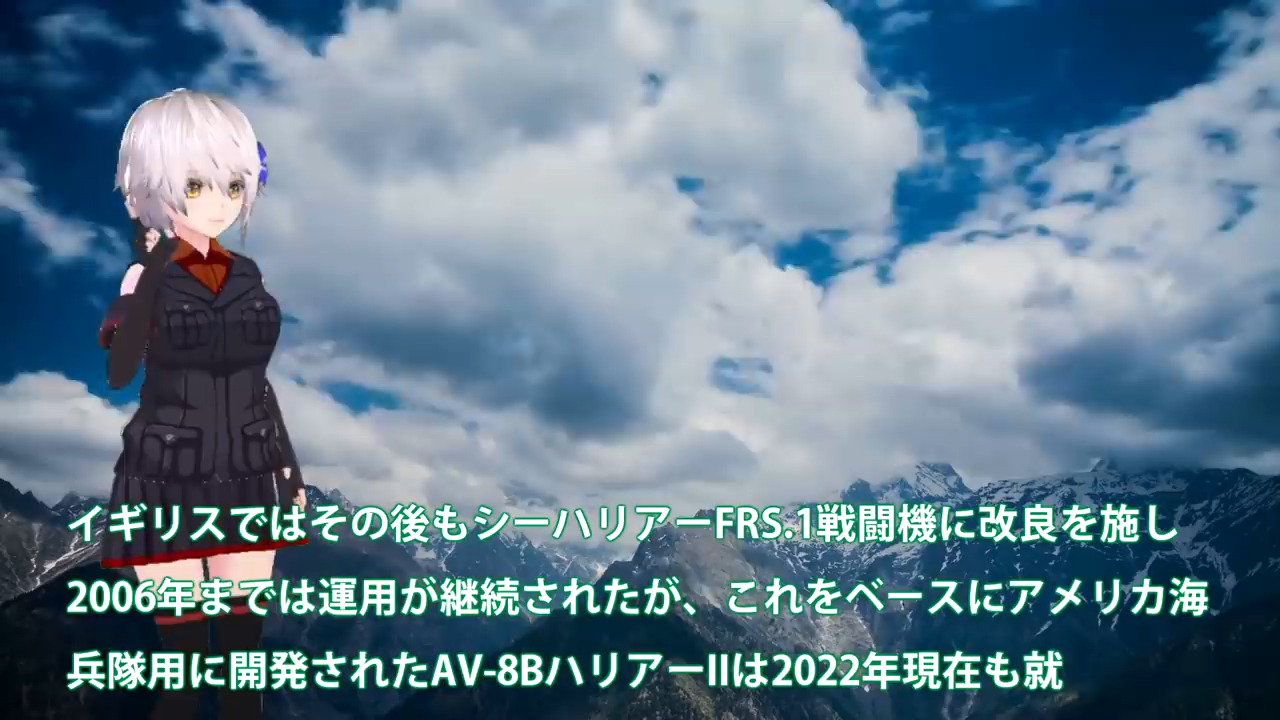 イギリスではその後もシーハリアーFRS.1戦闘機に改良を施し
2006年までは運用が継続されたが、これをベースにアメリカ海
兵隊用に開発されたAV-8BハリアーIIは2022年現在も就